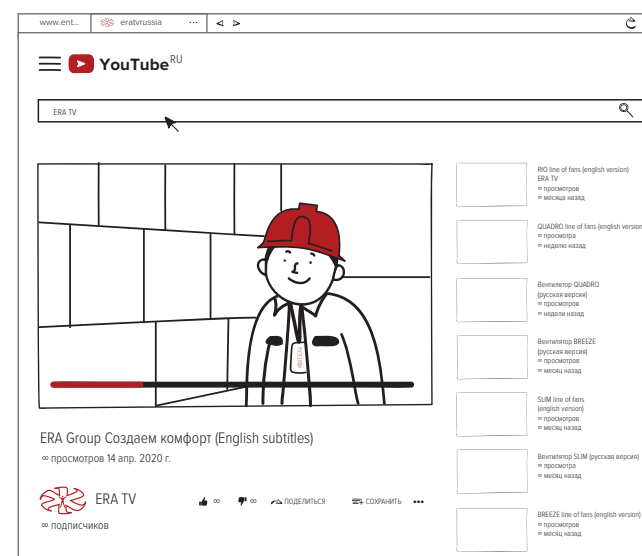 www.ent...
eratvrussia
...
YouTube RU
ERA TV
RIO line of fans (english version)
ERA TV
∞ просмотров
∞ месяца назад
QUADRO line of fans (english version
∞ просмотра
∞ неделю назад
Вентилятор QUADRO
(русская версия)
∞ просмотров
∞ недели назад
Вентилятор BREEZE
(русская версия)
∞ просмотров
∞ месяц назад
SLIM line of fans
(english version)
∞ просмотров
∞ месяц назад
Вентилятор SLIM (русская версия)
∞ просмотра
∞ месяц назад
BREEZE line of fans (english version)
∞ просмотров
∞ месяц назад
ERA Group Создаем комфорт (English subtitles)
∞ просмотров 14 апр. 2020 г.
ERA TV
∞ ∞ ПОДЕЛИТЬСЯ СОХРАНИТЬ •••
∞ подписчиков